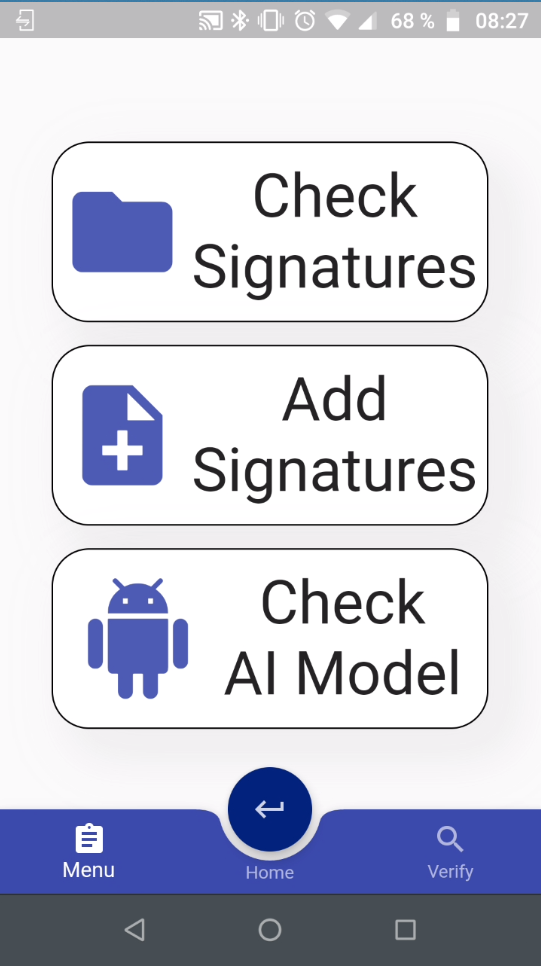 68 % 08:27
Check
Signatures
Add
Signatures
Check
AI Model
Menu
Home
Verify